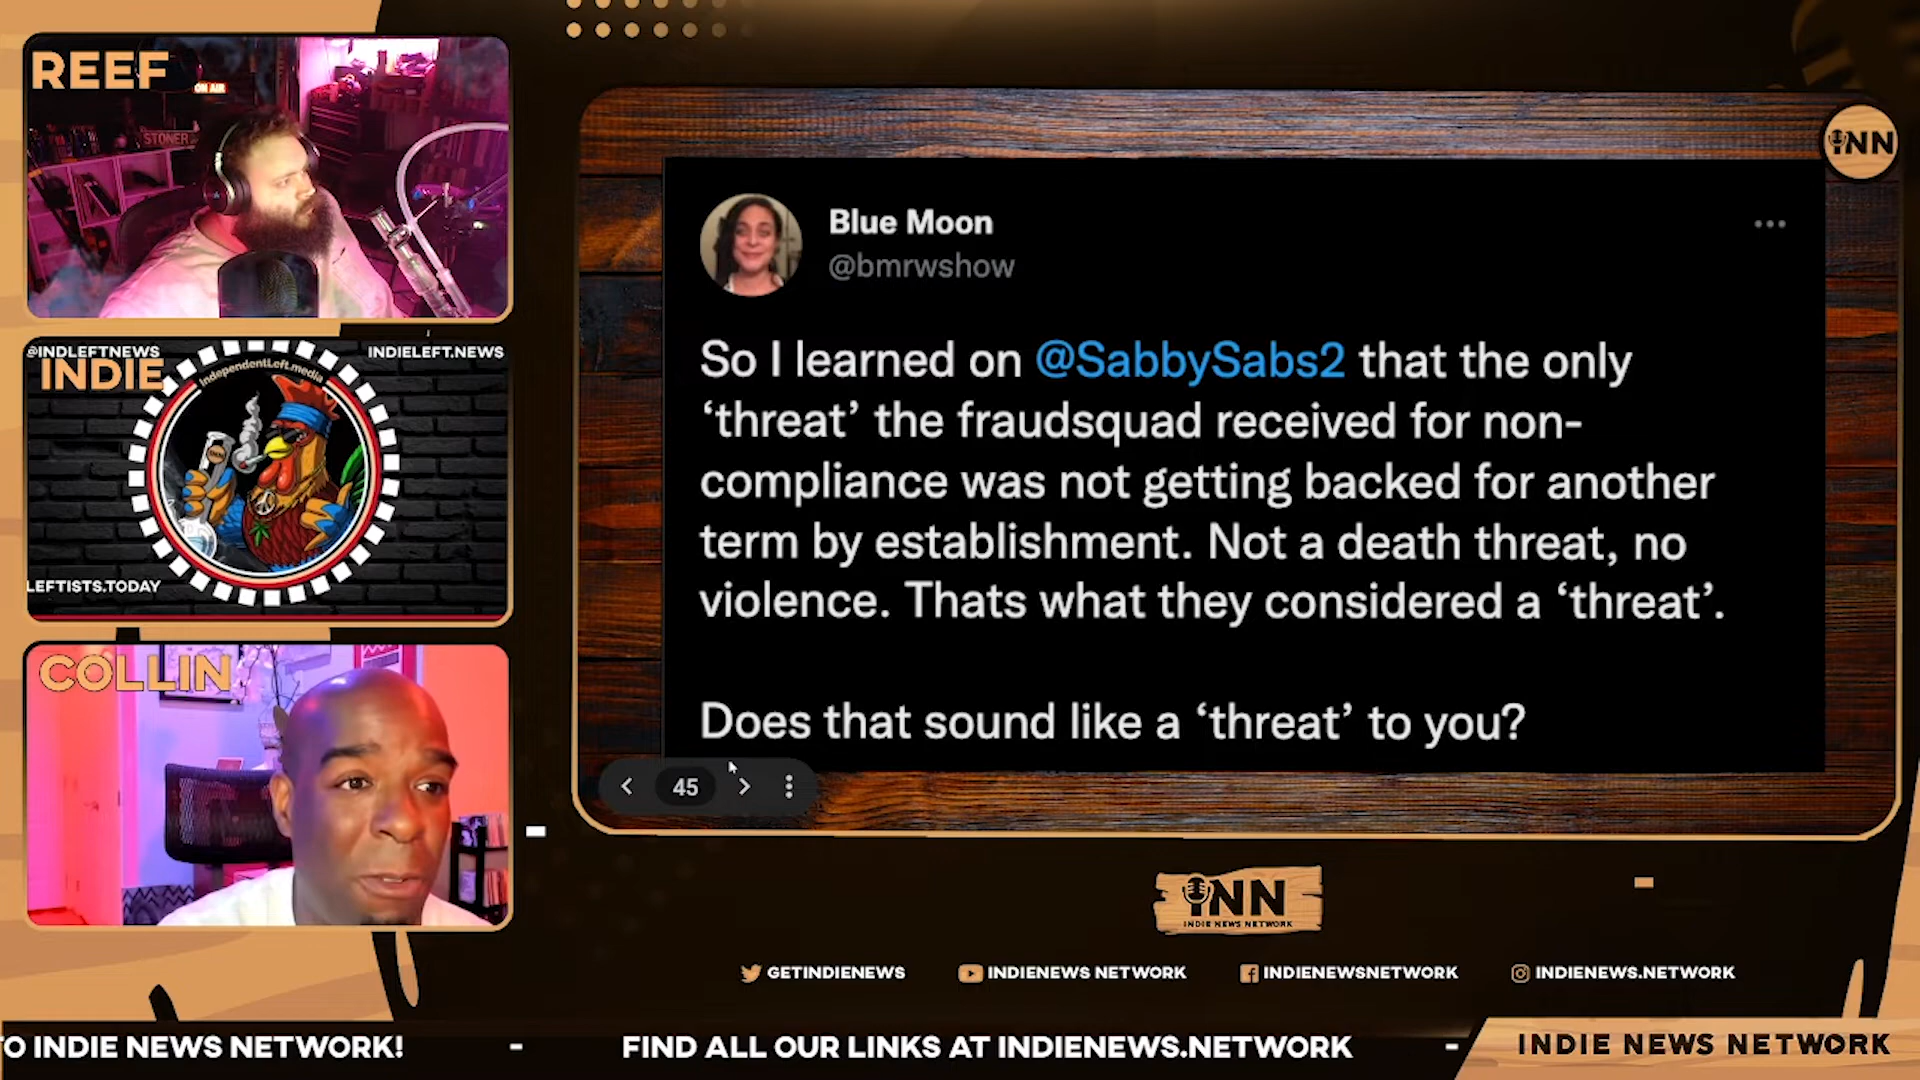 REEF
ON AIR
STONER
@INDLEFTNEWS
INDIELEFT.NEWS
INDIE
IndependentLeft.media
INN
LEFTISTS.TODAY
COLLIN
INN
Blue Moon
@bmrwshow
So I learned on @SabbySabs2 that the only
‘threat’ the fraudsquad received for non-
compliance was not getting backed for another
term by establishment. Not a death threat, no
violence. Thats what they considered a ‘threat’.
Does that sound like a ‘threat’ to you?
45
INN
INDIE NEWS NETWORK
GETINDIENEWS
INDIENEWS NETWORK
INDIENEWSNETWORK
INDIENEWS.NETWORK
O INDIE NEWS NETWORK! - FIND ALL OUR LINKS AT INDIENEWS.NETWORK -
INDIE NEWS NETWORK